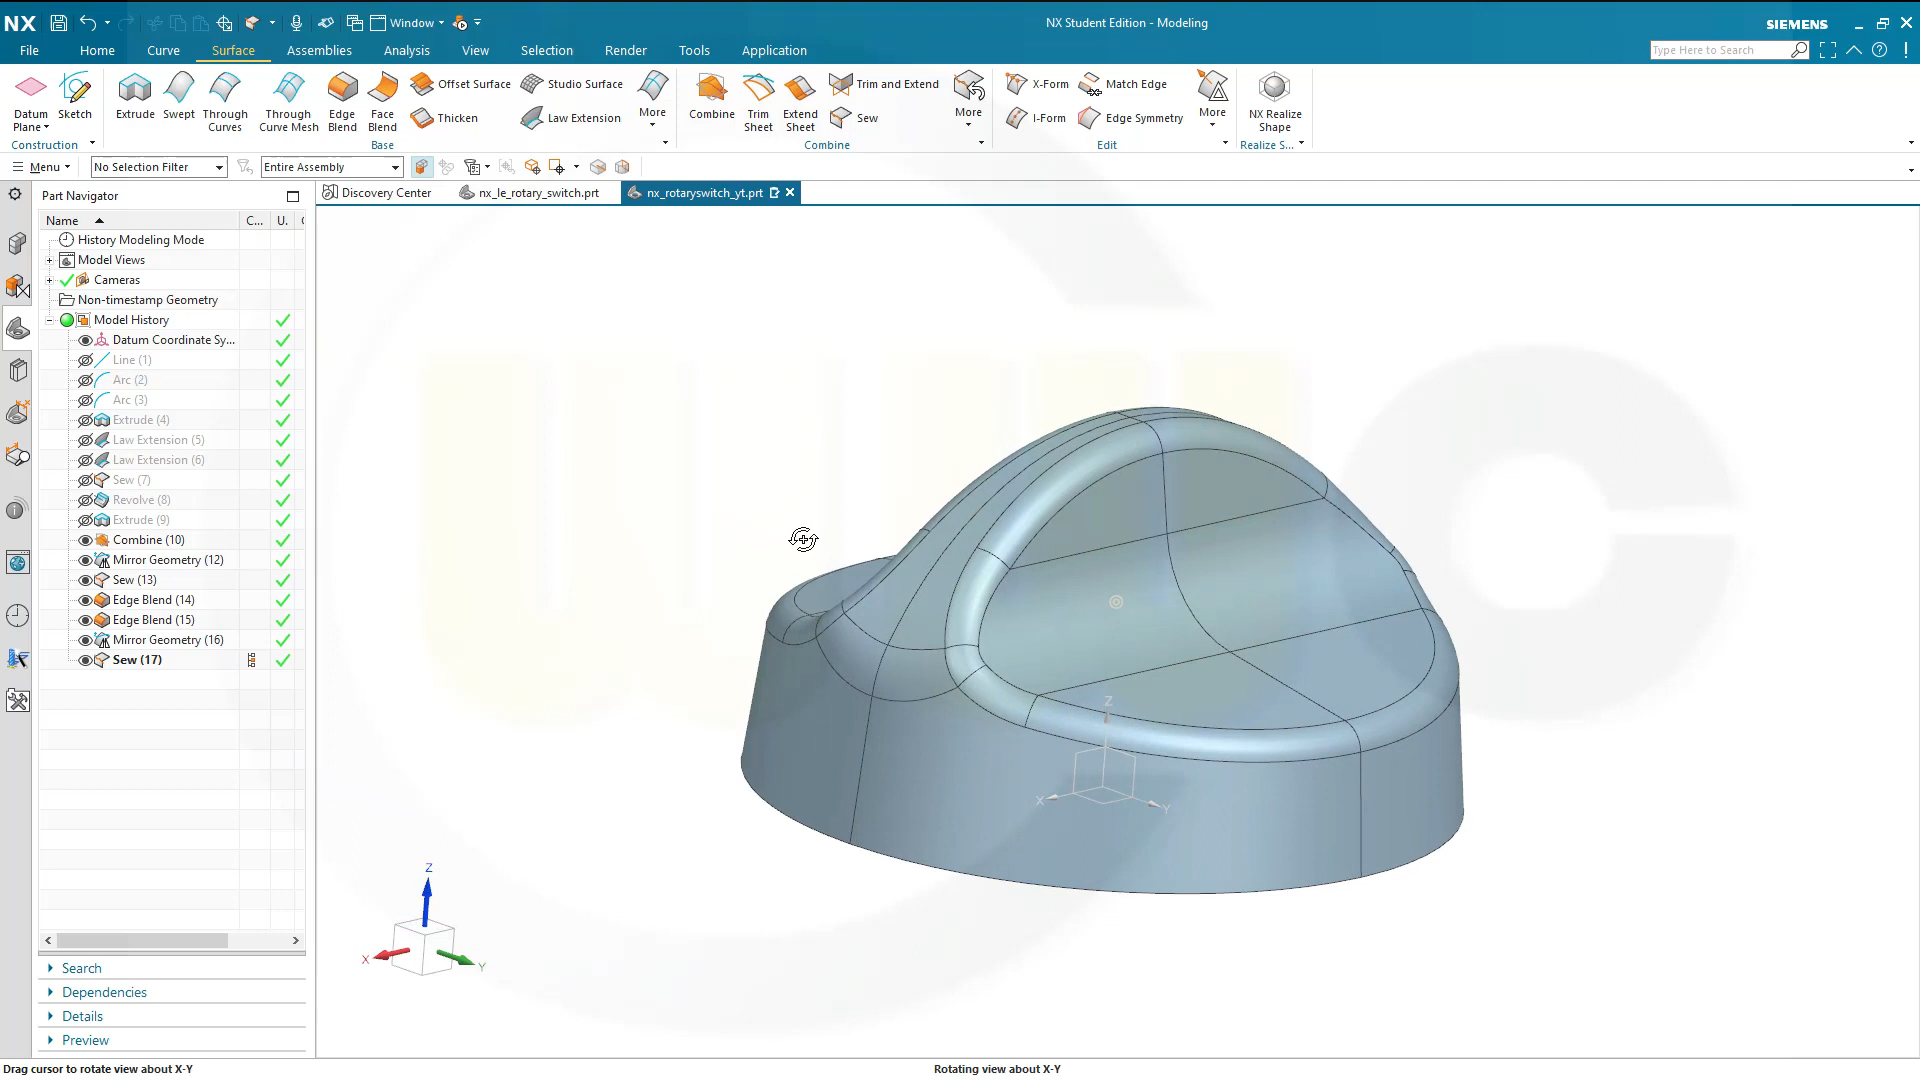 NX
Window
NX Student Edition - Modeling
SIEMENS
File
Home
Curve
Surface
Assemblies
Analysis
View
Selection
Render
Tools
Application
Type Here to Search
Datum Plane
Sketch
Extrude
Swept
Through Curves
Through Curve Mesh
Edge Blend
Face Blend
Offset Surface
Thicken
Studio Surface
Law Extension
More
Combine
Trim Sheet
Extend Sheet
Trim and Extend
Sew
More
X-Form
I-Form
Match Edge
Edge Symmetry
More
NX Realize Shape
Construction
Base
Combine
Edit
Realize S...
Menu
No Selection Filter
Entire Assembly
Part Navigator
Discovery Center
nx_le_rotary_switch.prt
nx_rotaryswitch_yt.prt
Name
C...
U.
History Modeling Mode
Model Views
Cameras
Non-timestamp Geometry
Model History
Datum Coordinate Sy...
Line (1)
Arc (2)
Arc (3)
Extrude (4)
Law Extension (5)
Law Extension (6)
Sew (7)
Revolve (8)
Extrude (9)
Combine (10)
Mirror Geometry (12)
Sew (13)
Edge Blend (14)
Edge Blend (15)
Mirror Geometry (16)
Sew (17)
Z
X
Y
Z
X
Y
Search
Dependencies
Details
Preview
Drag cursor to rotate view about X-Y
Rotating view about X-Y